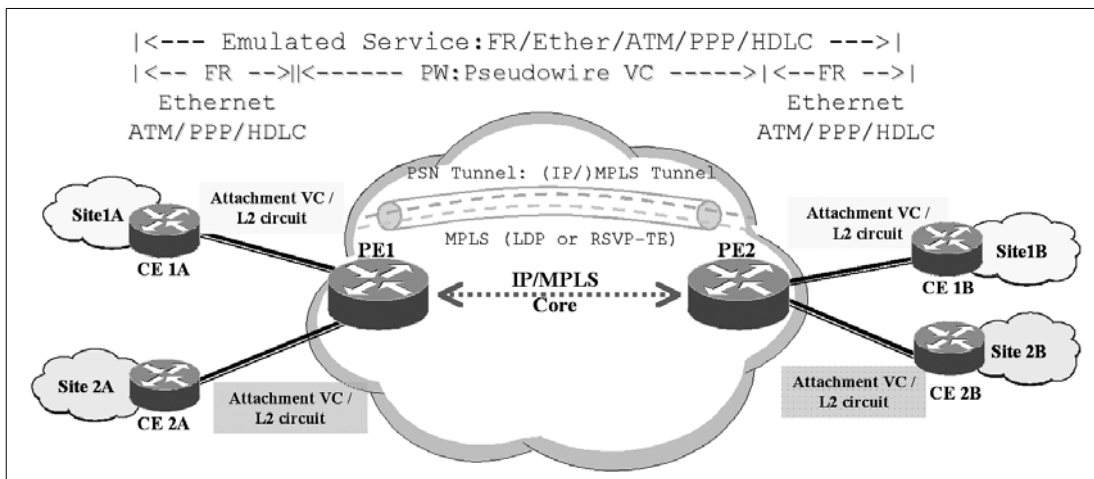 |<--- Emulated Service:FR/Ether/ATM/PPP/HDLC --->|
|<-- FR -->||<------ PW:Pseudowire VC ----->|<--FR -->|
Ethernet Ethernet
ATM/PPP/HDLC ATM/PPP/HDLC
PSN Tunnel: (IP/)MPLS Tunnel
Site1A
Attachment VC /
L2 circuit
CE 1A
MPLS (LDP or RSVP-TE)
PE1
PE2
Attachment VC /
L2 circuit
Site1B
CE 1B
IP/MPLS
Core
Site 2A
CE 2A
Attachment VC /
L2 circuit
Attachment VC /
L2 circuit
Site 2B
CE 2B